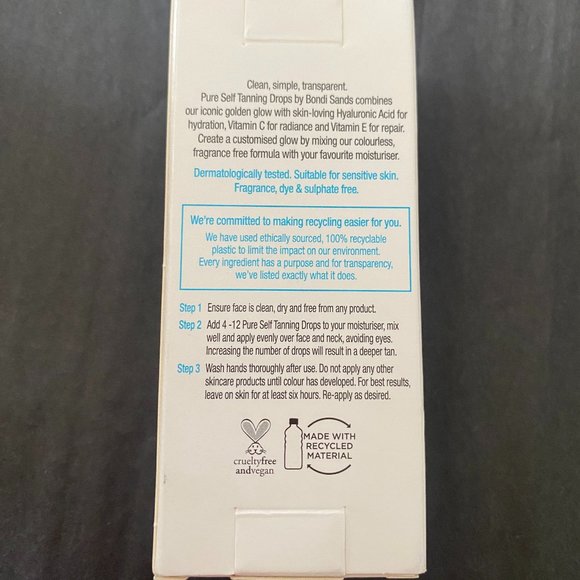 Clean, simple, transparent.
Pure Self Tanning Drops by Bondi Sands combines
our iconic golden glow with skin-loving Hyaluronic Acid for
hydration, Vitamin C for radiance and Vitamin E for repair.
Create a customised glow by mixing our colourless,
fragrance free formula with your favourite moisturiser.
Dermatologically tested. Suitable for sensitive skin.
Fragrance, dye & sulphate free.
We're committed to making recycling easier for you.
We have used ethically sourced, 100% recyclable
plastic to limit the impact on our environment.
Every ingredient has a purpose and for transparency,
we've listed exactly what it does.
Step 1 Ensure face is clean, dry and free from any product.
Step 2 Add 4 -12 Pure Self Tanning Drops to your moisturiser, mix
well and apply evenly over face and neck, avoiding eyes.
Increasing the number of drops will result in a deeper tan.
Step 3 Wash hands thoroughly after use. Do not apply any other
skincare products until colour has developed. For best results,
leave on skin for at least six hours. Re-apply as desired.
crueltyfree
andvegan
MADE WITH
RECYCLED
MATERIAL